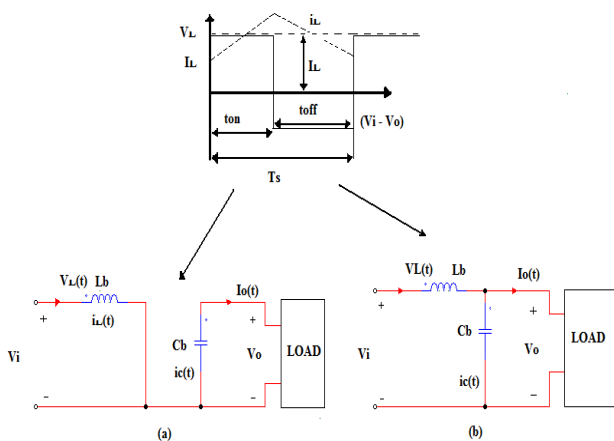 iL
VL
IL
IL
ton
toff
(Vi - Vo)
Ts
VL(t) Lb
Io(t)
iL(t)
+
+
Vi
Cb
Vo
LOAD
ic(t)
-
-
(a)
VL(t) Lb
Io(t)
+
+
Vi
Cb
Vo
LOAD
ic(t)
-
-
(b)